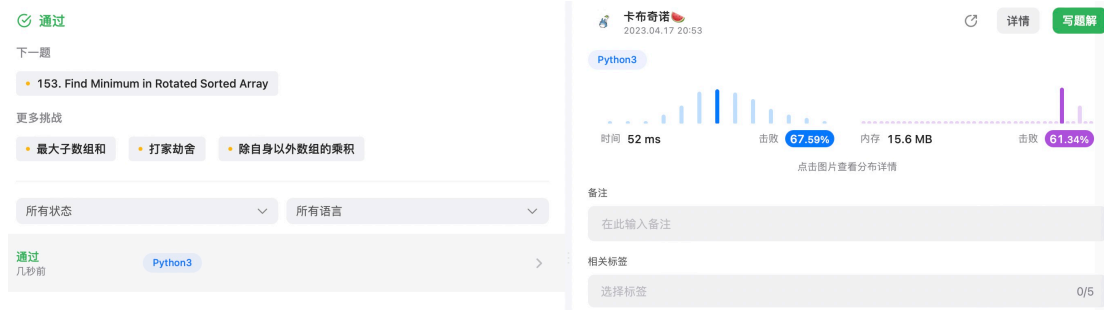 通过
下一题
153. Find Minimum in Rotated Sorted Array
更多挑战
最大子数组和 打家劫舍 除自身以外数组的乘积
所有状态 所有语言
通过
几秒前
Python3
卡布奇诺🍉
2023.04.17 20:53
详情 写题解
Python3
时间 52 ms 击败 67.59% 内存 15.6 MB 击败 61.34%
点击图片查看分布详情
备注
在此输入备注
相关标签
选择标签 0/5